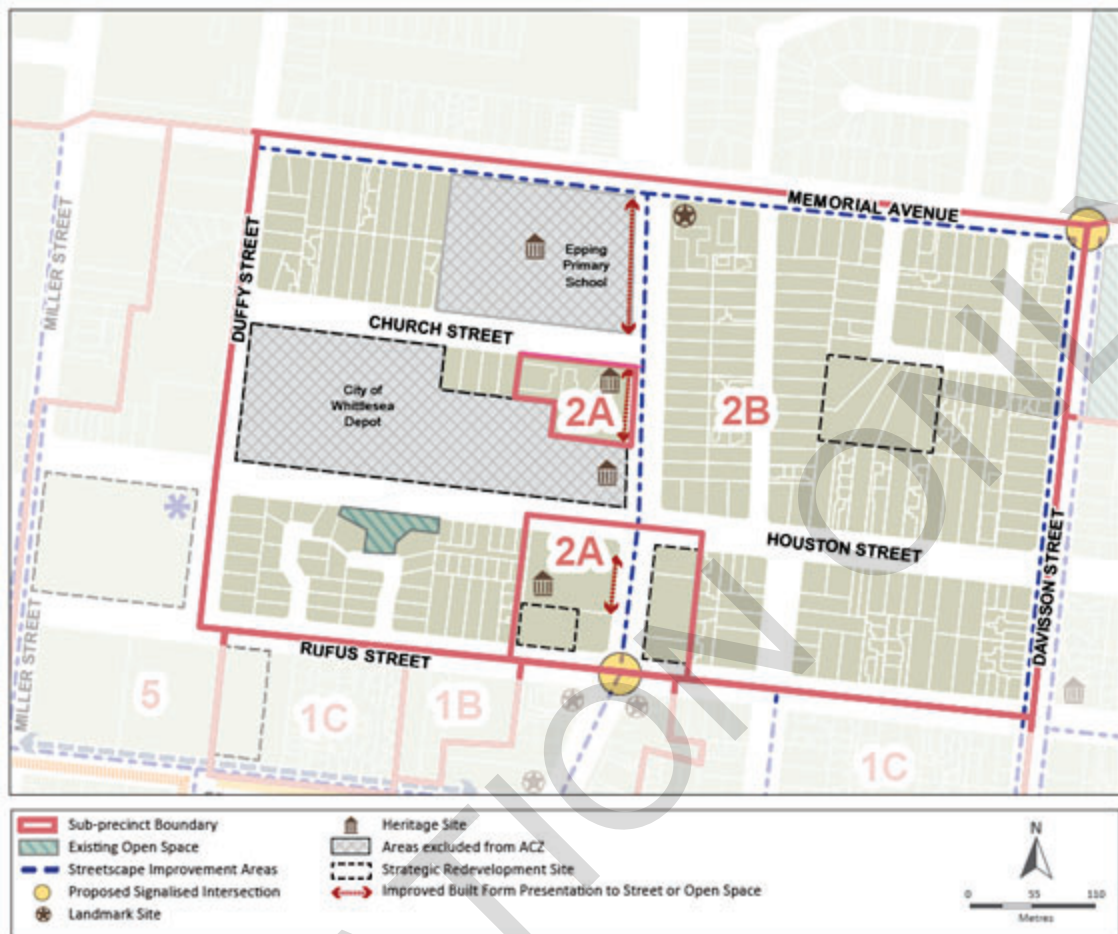 MEMORIAL AVENUE
MILLER STREET
DUFFY STREET
Epping
Primary
School
CHURCH STREET
City of
Whittlesea
Depot
2A
2B
2A
HOUSTON STREET
DAVISSON STREET
MILLER STREET
RUFUS STREET
5
1C
1B
1C
Sub-precinct Boundary
Existing Open Space
Streetscape Improvement Areas
Proposed Signalised Intersection
Landmark Site
Heritage Site
Areas excluded from ACZ
Strategic Redevelopment Site
Improved Built Form Presentation to Street or Open Space
N
0 55 110
Metres